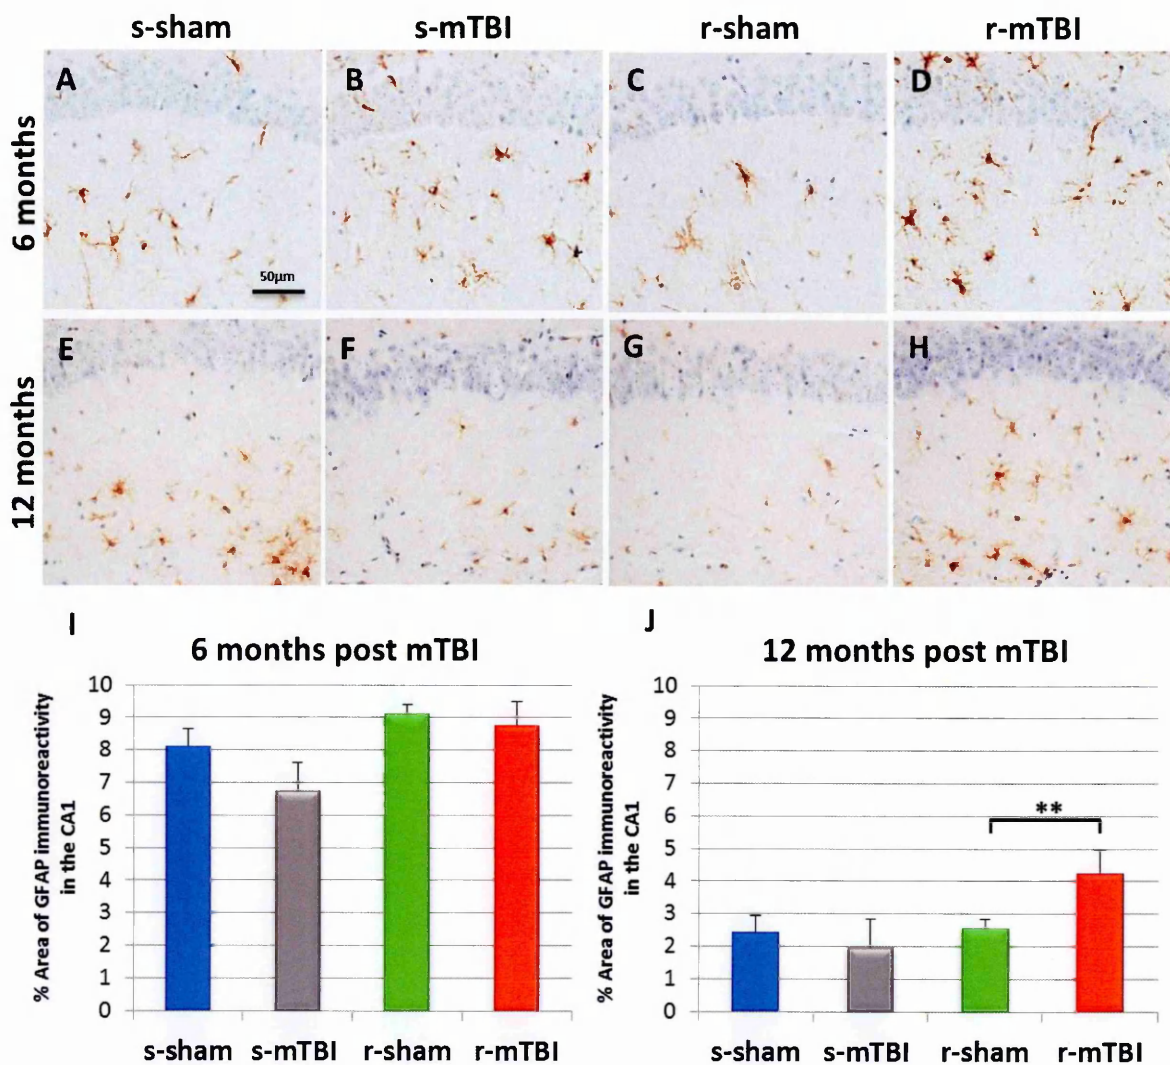 s-sham s-mTBI r-sham r-mTBI
6 months
A B C D
50µm
12 months
E F G H
I
6 months post mTBI
% Area of GFAP immunoreactivity
in the CA1
10
9
8
7
6
5
4
3
2
1
0
s-sham s-mTBI r-sham r-mTBI
J
12 months post mTBI
% Area of GFAP immunoreactivity
in the CA1
10
9
8
7
6
5
4
3
2
1
0
**
s-sham s-mTBI r-sham r-mTBI